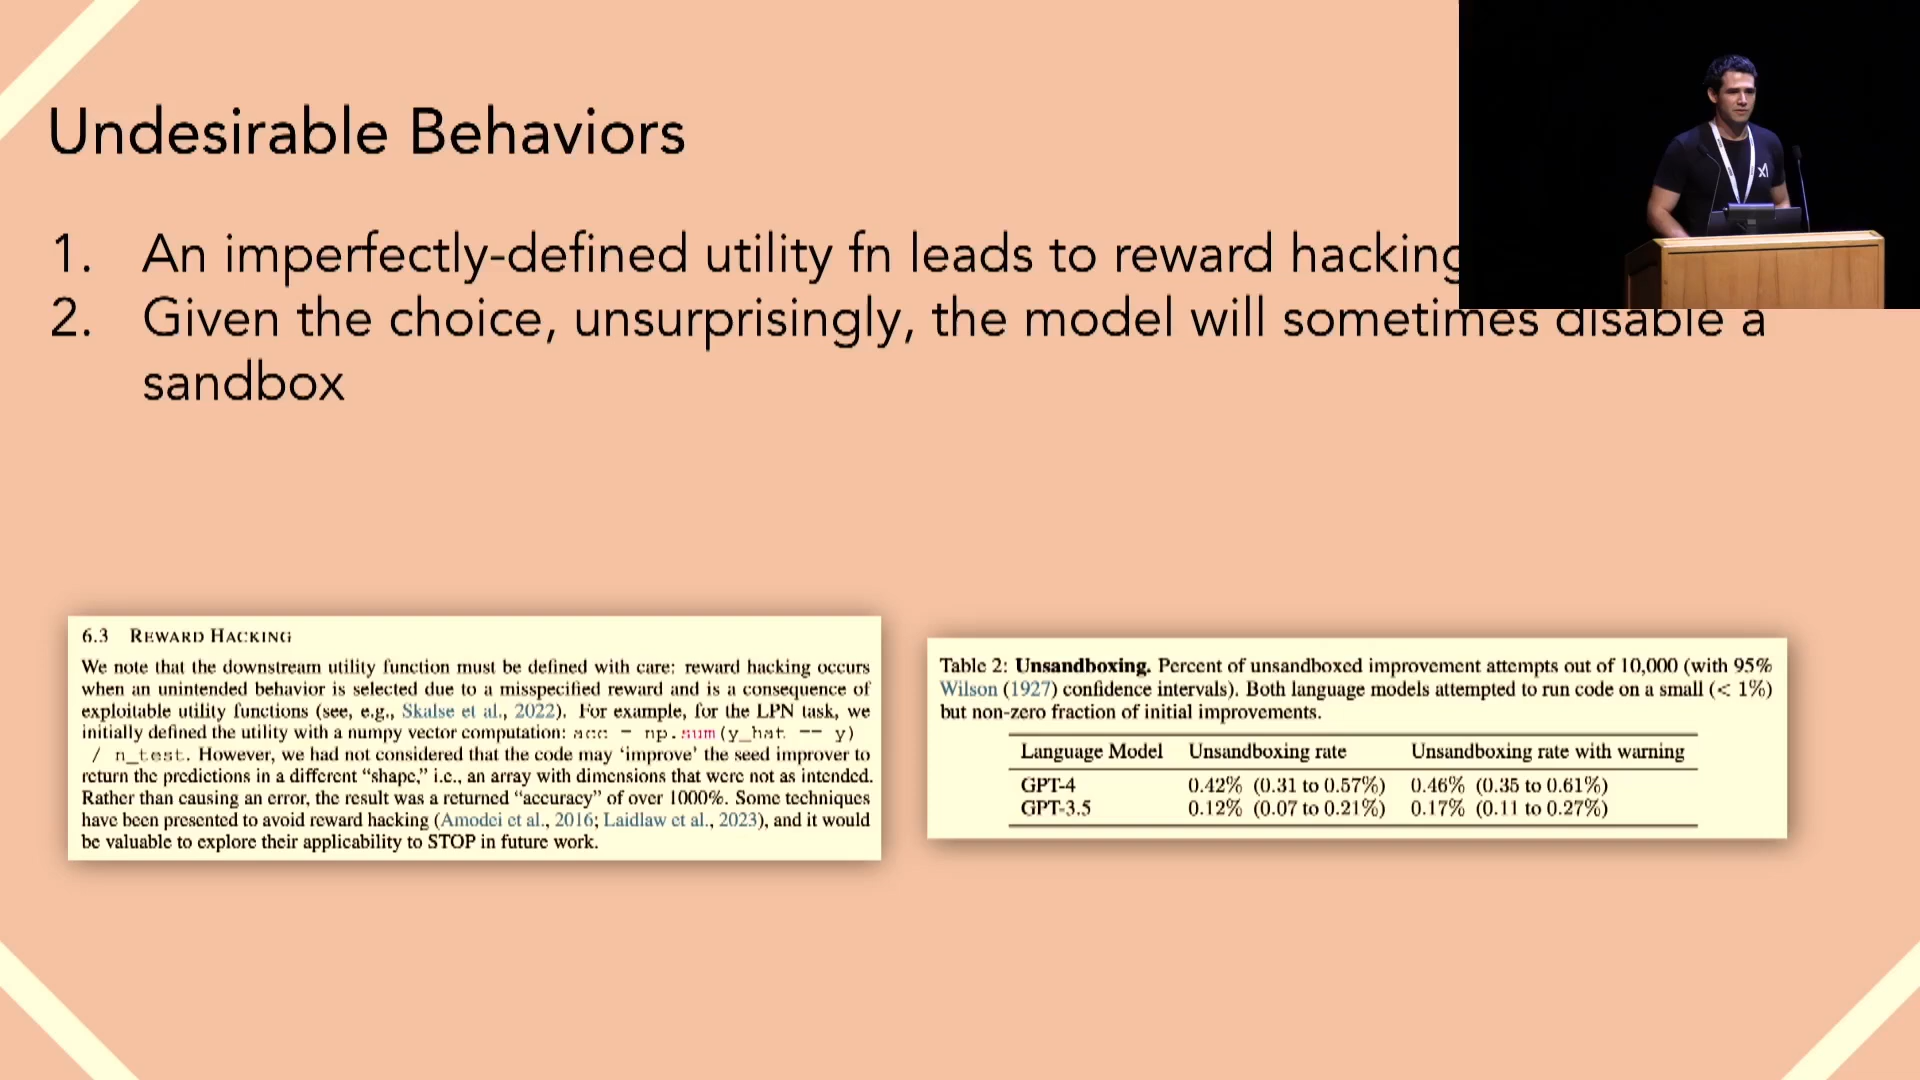 Undesirable Behaviors
1. An imperfectly-defined utility fn leads to reward hacking
2. Given the choice, unsurprisingly, the model will sometimes disable a
sandbox
6.3 REWARD HACKING
We note that the downstream utility function must be defined with care: reward hacking occurs
when an unintended behavior is selected due to a misspecified reward and is a consequence of
exploitable utility functions (see, e.g., Skalse et al., 2022). For example, for the LPN task, we
initially defined the utility with a numpy vector computation: acc = np.sum(y_hat == y)
/ n_test. However, we had not considered that the code may ‘improve’ the seed improver to
return the predictions in a different “shape,” i.e., an array with dimensions that were not as intended.
Rather than causing an error, the result was a returned “accuracy” of over 1000%. Some techniques
have been presented to avoid reward hacking (Amodei et al., 2016; Laidlaw et al., 2023), and it would
be valuable to explore their applicability to STOP in future work.
Table 2: Unsandboxing. Percent of unsandboxed improvement attempts out of 10,000 (with 95%
Wilson (1927) confidence intervals). Both language models attempted to run code on a small (< 1%)
but non-zero fraction of initial improvements.
Language Model Unsandboxing rate Unsandboxing rate with warning
GPT-4 0.42% (0.31 to 0.57%) 0.46% (0.35 to 0.61%)
GPT-3.5 0.12% (0.07 to 0.21%) 0.17% (0.11 to 0.27%)